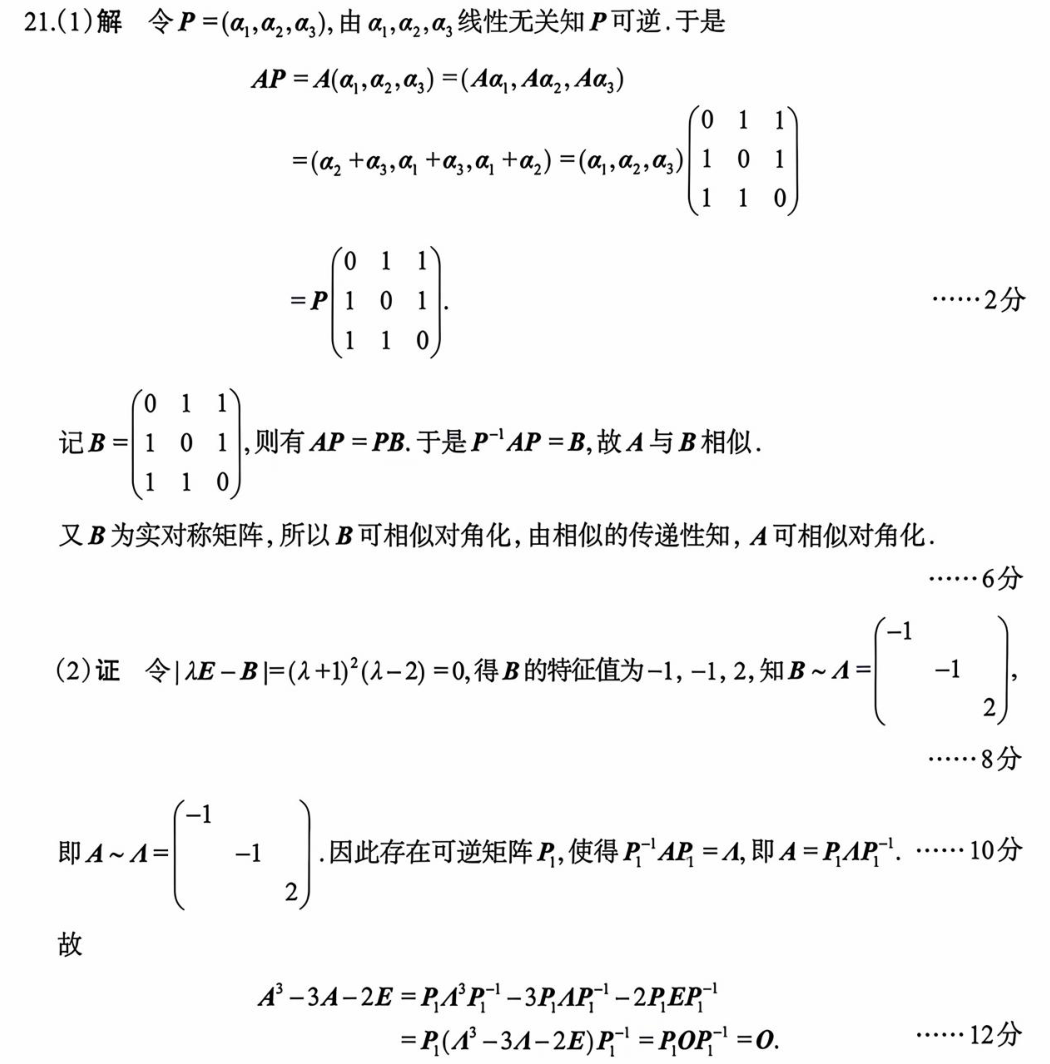 21.(1)解 令P=(α₁,α₂,α₃),由α₁,α₂,α₃线性无关知P可逆.于是
AP=A(α₁,α₂,α₃)=(Aα₁,Aα₂,Aα₃)
=(α₂+α₃,α₁+α₃,α₁+α₂)=(α₁,α₂,α₃)(0 1 1
1 0 1
1 1 0)
=P(0 1 1
1 0 1
1 1 0). ……2分
记B=(0 1 1
1 0 1
1 1 0),则有AP=PB.于是P⁻¹AP=B,故A与B相似.
又B为实对称矩阵,所以B可相似对角化,由相似的传递性知,A可相似对角化.
……6分
(2)证 令|λE-B|=(λ+1)²(λ-2)=0,得B的特征值为-1,-1,2,知B~Λ=(-1
-1
2),
……8分
即A~Λ=(-1
-1
2).因此存在可逆矩阵P₁,使得P₁⁻¹AP₁=Λ,即A=P₁ΛP₁⁻¹. ……10分
故
A³-3A-2E=P₁Λ³P₁⁻¹-3P₁ΛP₁⁻¹-2P₁EP₁⁻¹
=P₁(Λ³-3Λ-2E)P₁⁻¹=P₁OP₁⁻¹=O. ……12分